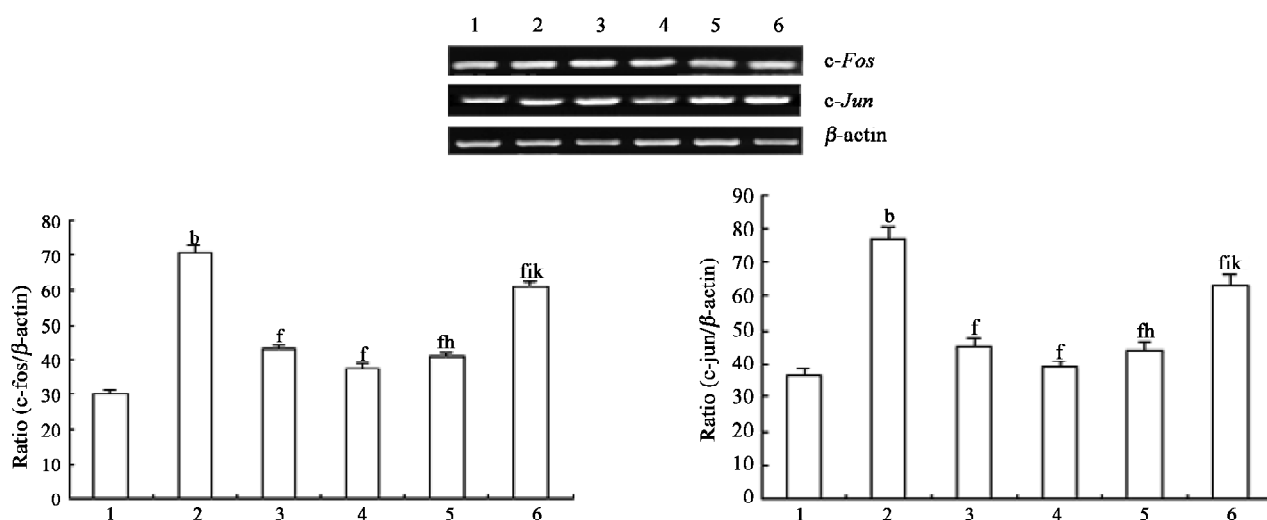 1 2 3 4 5 6
c-Fos
c-Jun
β-actin
Ratio (c-fos/β-actin)
80
70
60
50
40
30
20
10
0
b
f
f
fh
fik
1 2 3 4 5 6
Ratio (c-jun/β-actin)
90
80
70
60
50
40
30
20
10
0
b
f
f
fh
fik
1 2 3 4 5 6